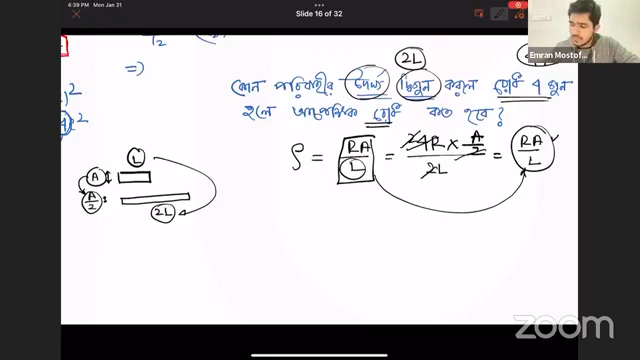 4:39 PM Mon Jan 31
Slide 16 of 32
Emran Mostof...
2L
কোন পরিবাহীর দৈর্ঘ্য দ্বিগুন করলে রোধ 4 গুন
হলে আপেক্ষিক রোধ কত হবে?
=)
ρ = RA/L = 4R × A/2 / 2L = RA/L
L
A
A/2
2L
zoom